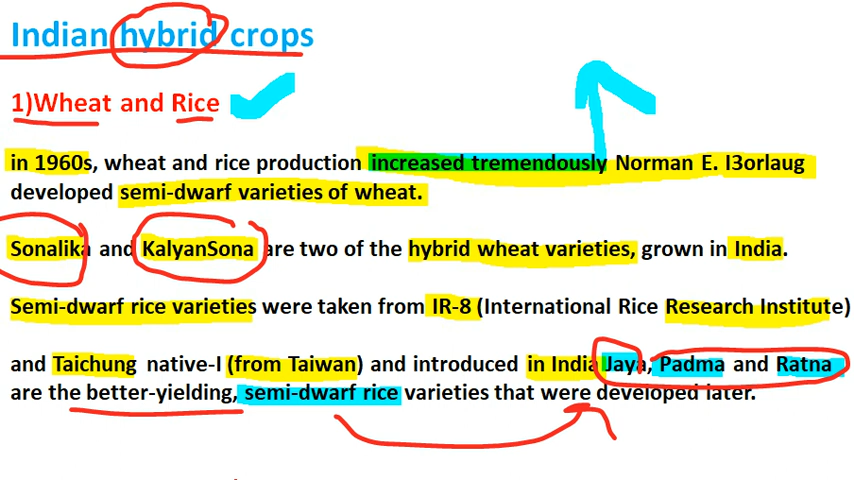 Indian hybrid crops
1)Wheat and Rice
in 1960s, wheat and rice production increased tremendously Norman E. I3orlaug
developed semi-dwarf varieties of wheat.
Sonalika and KalyanSona are two of the hybrid wheat varieties, grown in India.
Semi-dwarf rice varieties were taken from IR-8 (International Rice Research Institute)
and Taichung native-I (from Taiwan) and introduced in India Jaya, Padma and Ratna
are the better-yielding, semi-dwarf rice varieties that were developed later.